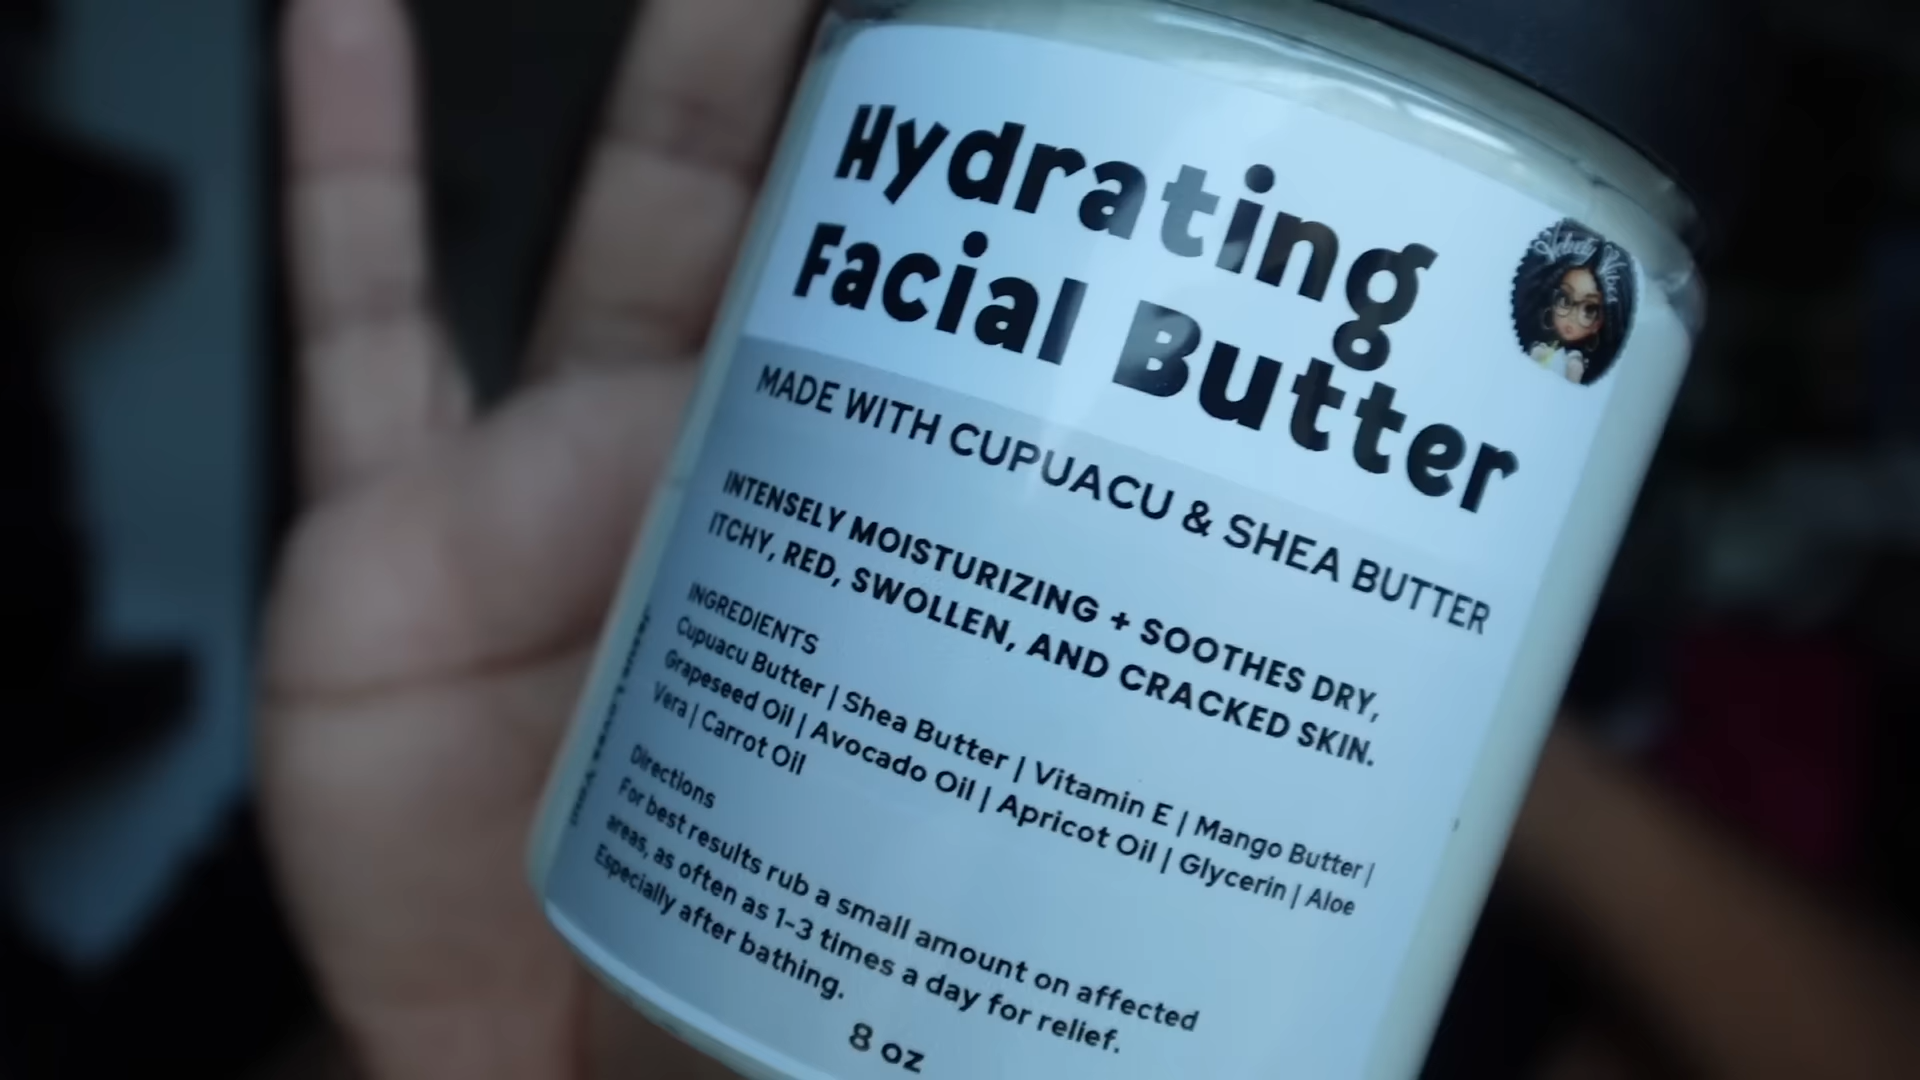 Hydrating
Facial Butter
Velvety Vibes
MADE WITH CUPUACU & SHEA BUTTER
INTENSELY MOISTURIZING + SOOTHES DRY,
ITCHY, RED, SWOLLEN, AND CRACKED SKIN.
INGREDIENTS
Cupuacu Butter | Shea Butter | Vitamin E | Mango Butter |
Grapeseed Oil | Avocado Oil | Apricot Oil | Glycerin | Aloe
Vera | Carrot Oil
Directions
For best results rub a small amount on affected
areas, as often as 1-3 times a day for relief.
Especially after bathing.
8 oz